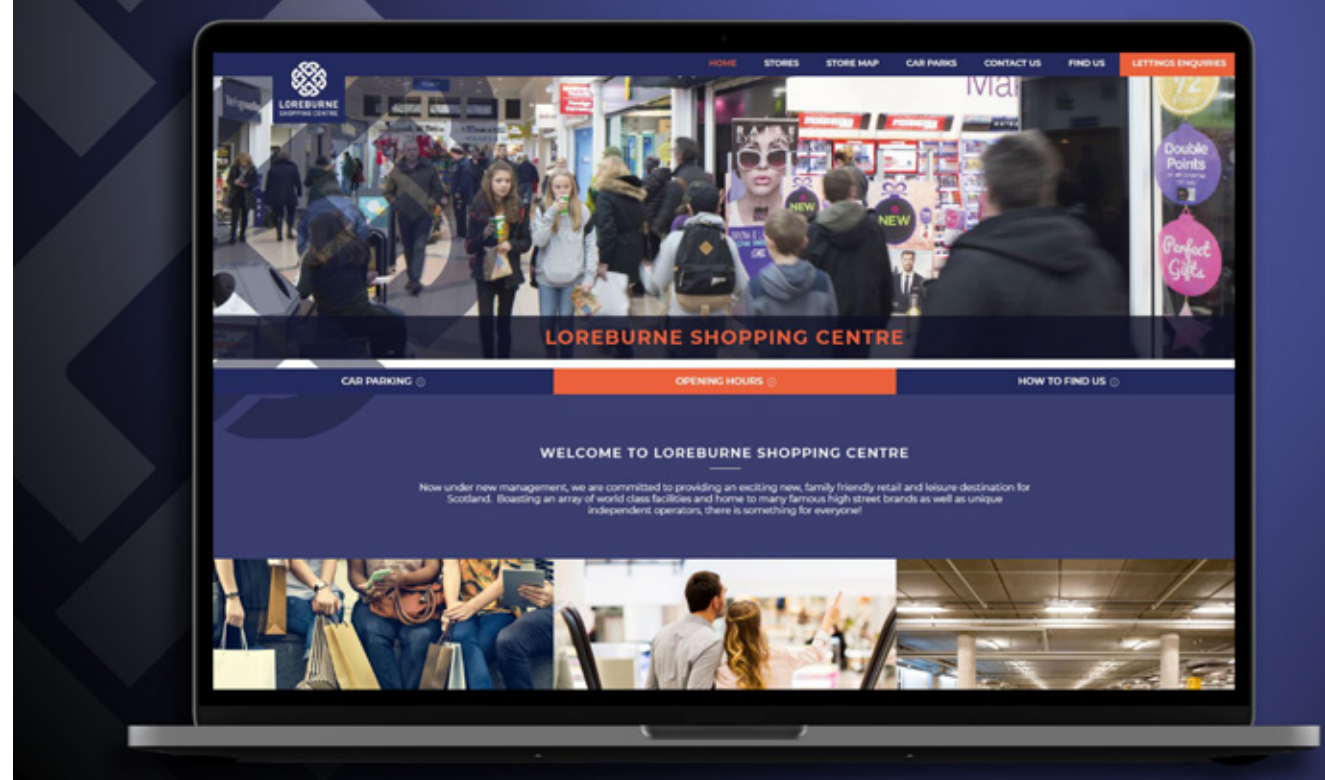 HOME STORES STORE MAP CAR PARKS CONTACT US FIND US LETTINGS ENQUIRIES
LOREBURNE
SHOPPING CENTRE
Double
Points
NEW
NEW
Perfect
Gifts
LOREBURNE SHOPPING CENTRE
CAR PARKING OPENING HOURS HOW TO FIND US
WELCOME TO LOREBURNE SHOPPING CENTRE
Now under new management, we are committed to providing an exciting new, family friendly retail and leisure destination for
Scotland. Boasting an array of world class facilities and home to many famous high street brands as well as unique
independent operators, there is something for everyone!